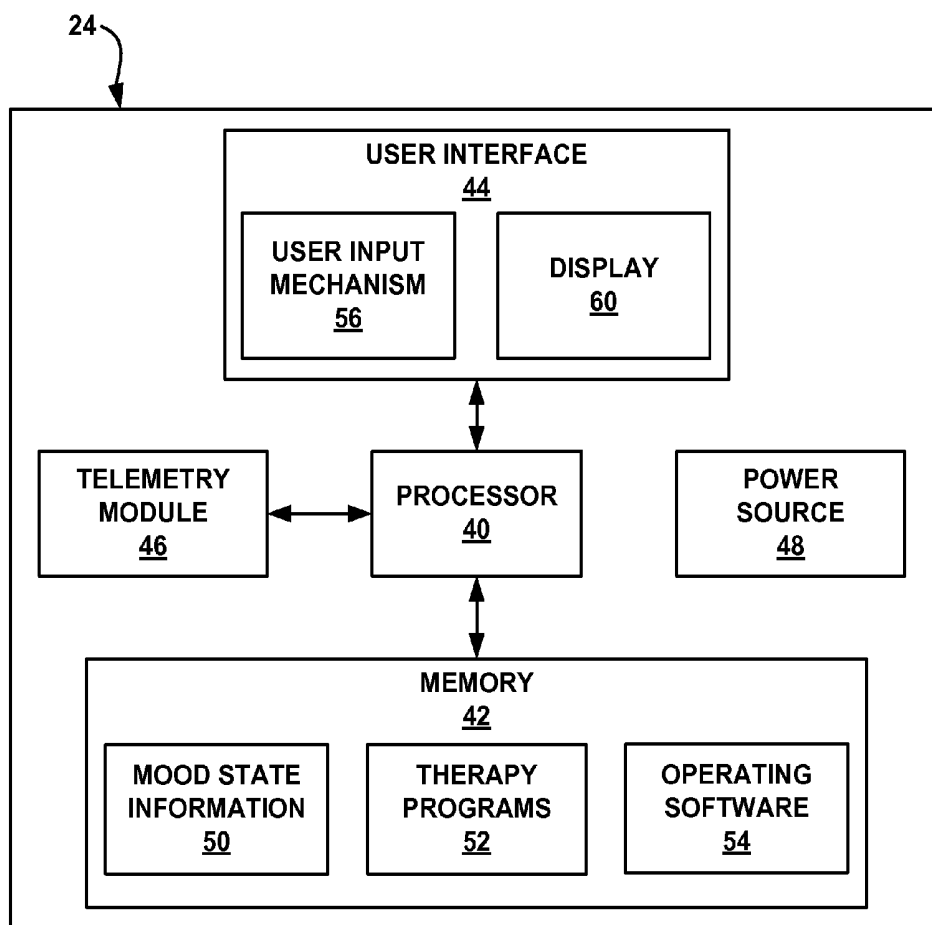 24
USER INTERFACE
44
USER INPUT
MECHANISM
56
DISPLAY
60
TELEMETRY
MODULE
46
PROCESSOR
40
POWER
SOURCE
48
MEMORY
42
MOOD STATE
INFORMATION
50
THERAPY
PROGRAMS
52
OPERATING
SOFTWARE
54